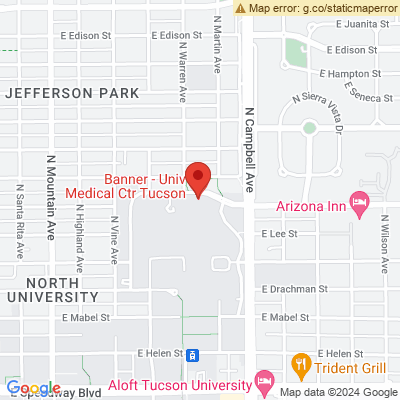 Map error: g.co/staticmaperror
E Juanita St
E Edison St
E Edison St
E Edison St
N Martin Ave
N Warren Ave
E Hampton St
E Seneca St
JEFFERSON PARK
N Sierra Vista Dr
N Campbell Ave
Banner - Univ
Medical Ctr Tucson
N Mountain Ave
N Santa Rita Ave
N Highland Ave
N Vine Ave
Arizona Inn
N Wilson Ave
E Lee St
NORTH
UNIVERSITY
E Drachman St
E Mabel St
E Mabel St
E Helen St
E Helen St
Trident Grill
Aloft Tucson University
Google
E Speedway Blvd
Map data ©2024 Google